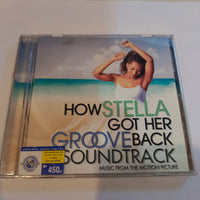 HOW STELLA
GOT HER
GROOVE BACK
SOUNDTRACK
MUSIC FROM THE MOTION PICTURE
450